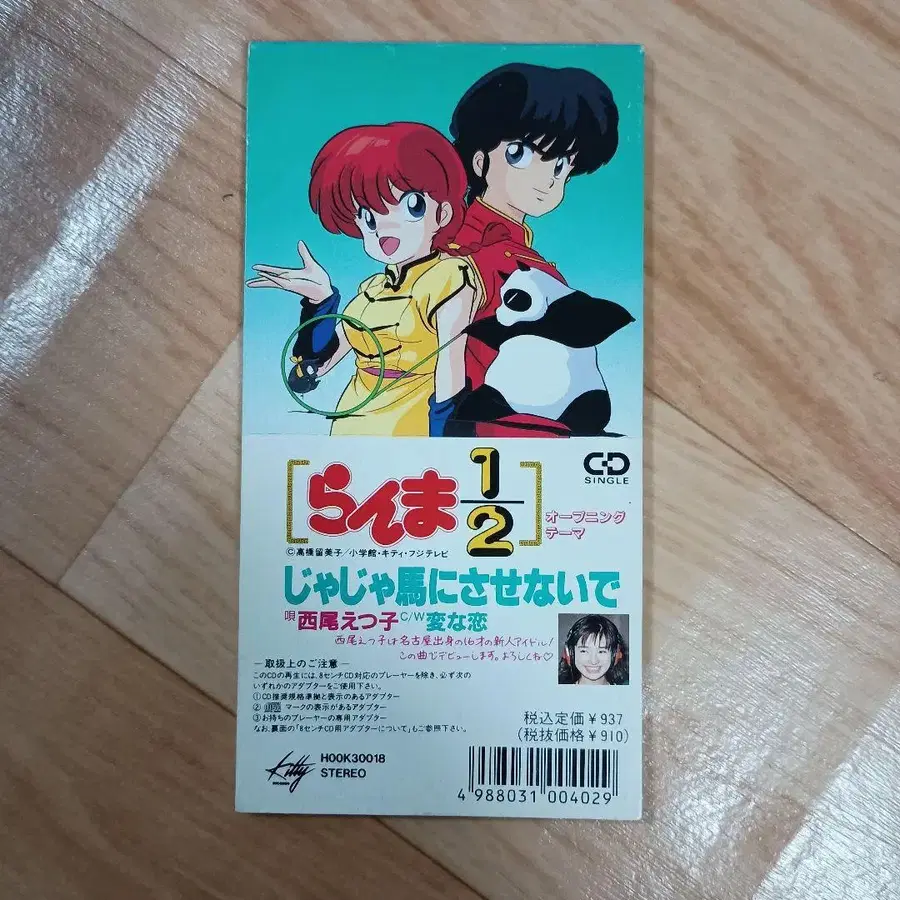 [らんま1/2]
CD
SINGLE
オープニング
テーマ
©高橋留美子/小学館・キティ・フジテレビ
じゃじゃ馬にさせないで
唄 西尾えつ子 C/W 変な恋
西尾えつ子は名古屋出身の16才の新人アイドル!
この曲でデビューします。よろしくね♡
—取扱上のご注意—
このCDの再生には、8センチCD対応のプレーヤーを除き、必ず次の
いずれかのアダプターをご使用下さい。
①CD推奨規格準拠と表示のあるアダプター
② マークの表示があるアダプター
③お持ちのプレーヤーの専用アダプター
なお、裏面の「8センチCD用アダプターについて」もご参照下さい。
税込定価¥937
(税抜価格¥910)
Kitty
H00K30018
STEREO
4 988031 004029